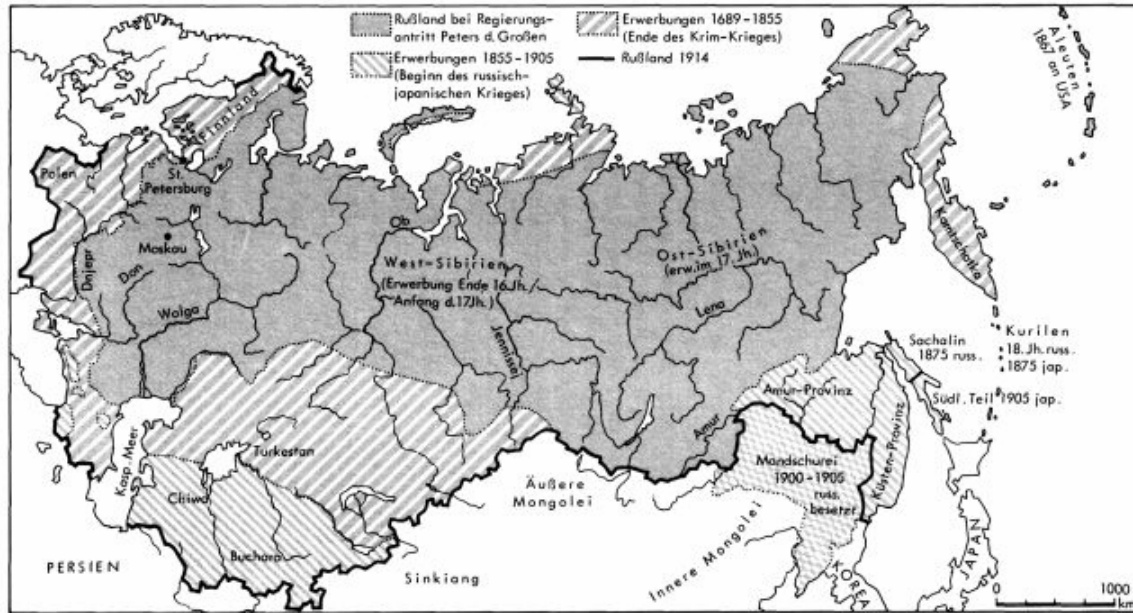 Rußland bei Regierungs-
antritt Peters d. Großen
Erwerbungen 1855-1905
(Beginn des russisch-
japanischen Krieges)
Erwerbungen 1689-1855
(Ende des Krim-Krieges)
Rußland 1914
Aleuten
1867 an USA
Finnland
Polen
St.
Petersburg
Moskau
Dnjepr
Don
Wolga
Ob
West-Sibirien
(Erwerbung Ende 16.Jh./
Anfang d.17Jh.)
Jennissei
Ost-Sibirien
(erw.im 17. Jh.)
Lena
Kamtschatka
Kurilen
18. Jh. russ.
1875 jap.
Sachalin
1875 russ.
Südl. Teil 1905 jap.
Amur-Provinz
Amur
Küsten-Provinz
Mandschurei
1900-1905
russ.
besetzt
Kasp.-Meer
Turkestan
Chiwa
Buchara
Äußere
Mongolei
Innere Mongolei
PERSIEN
Sinkiang
KOREA
JAPAN
0 1000
km